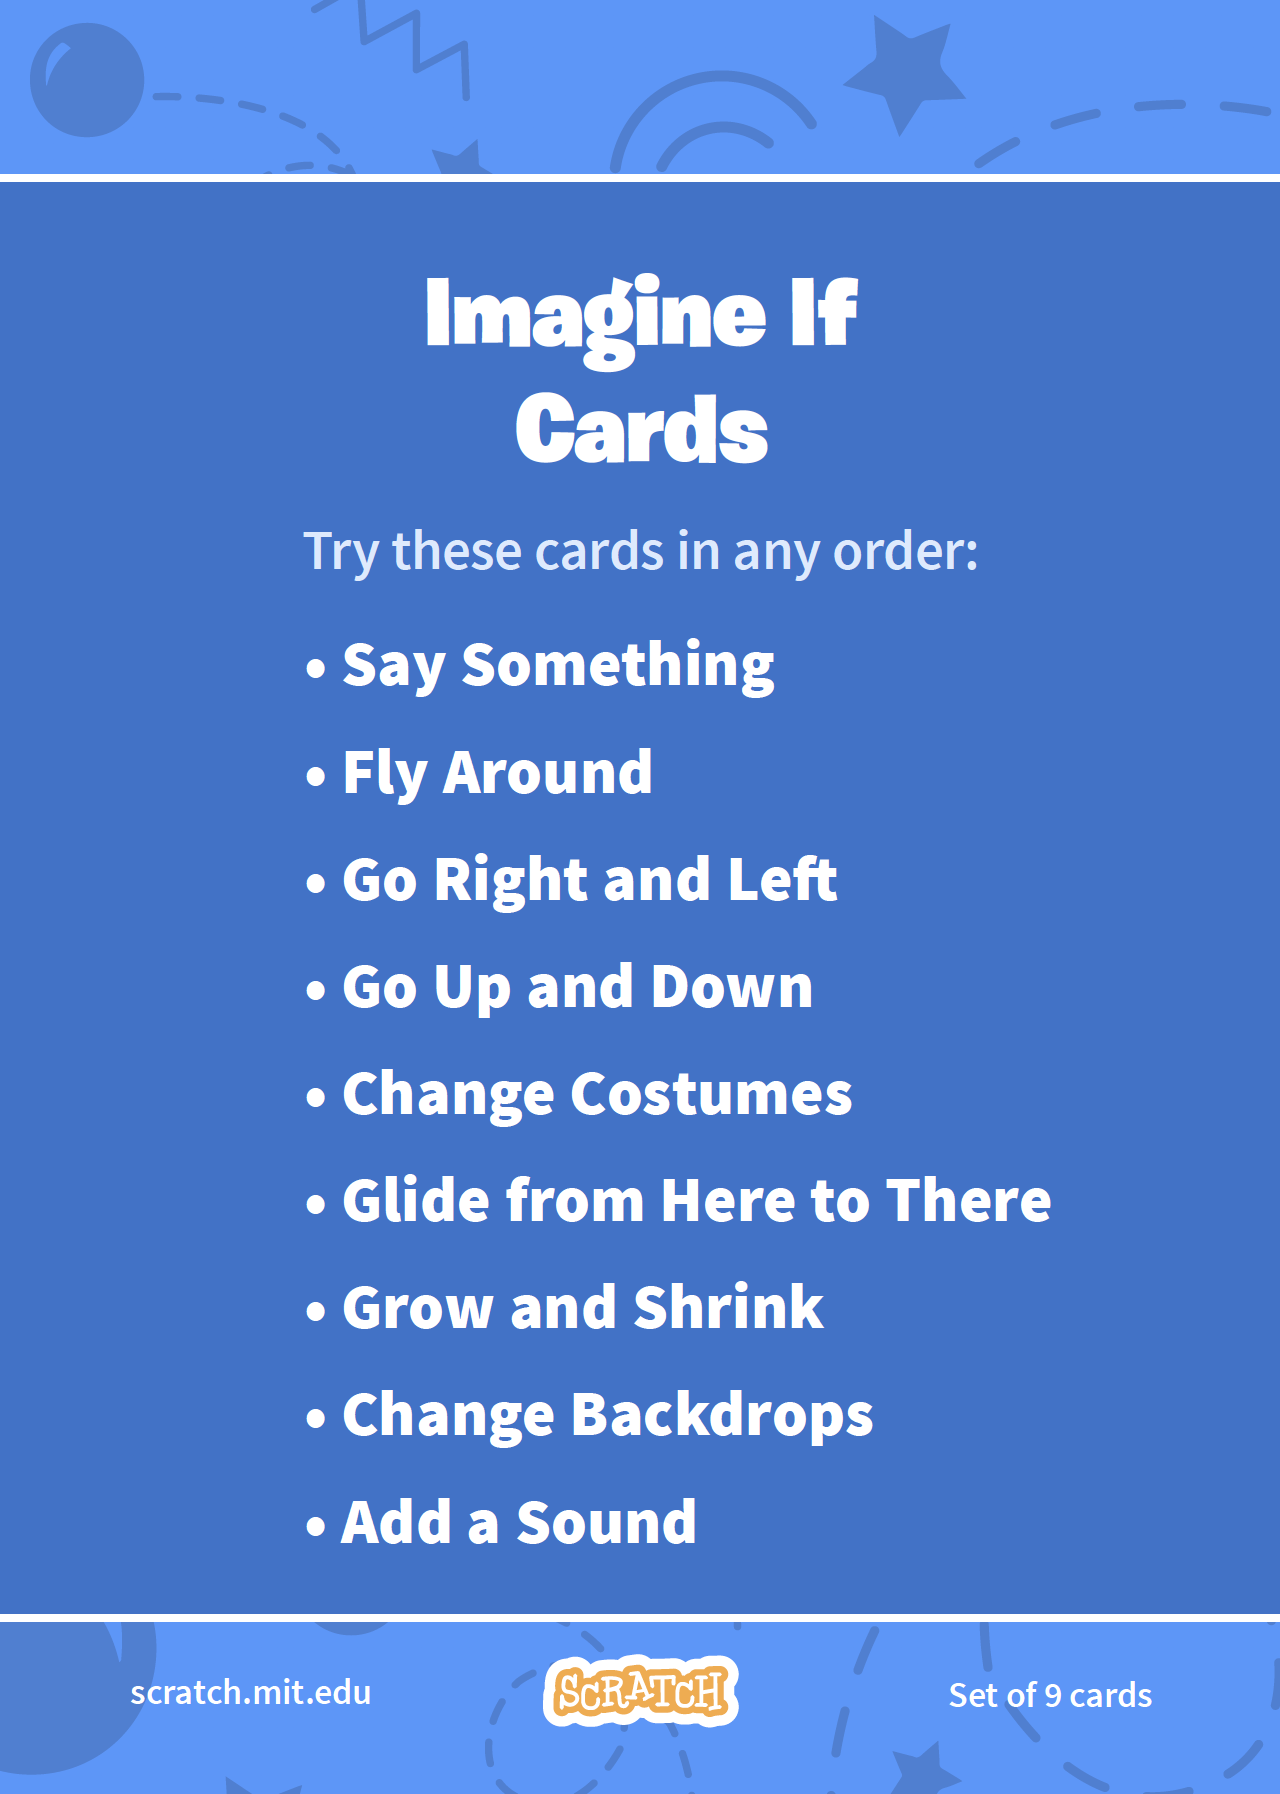 Imagine If
Cards
Try these cards in any order:
• Say Something
• Fly Around
• Go Right and Left
• Go Up and Down
• Change Costumes
• Glide from Here to There
• Grow and Shrink
• Change Backdrops
• Add a Sound
scratch.mit.edu
SCRATCH
Set of 9 cards